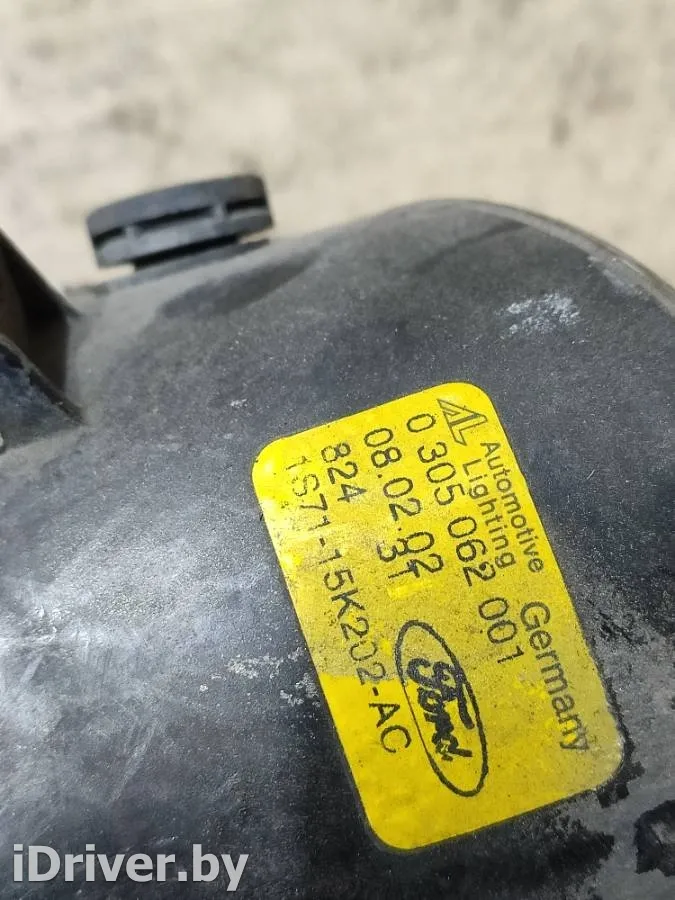 AL Automotive
Lighting Germany
0 305 062 001
08.02.02 31
824
1S71-15K202-AC
Ford
iDriver.by